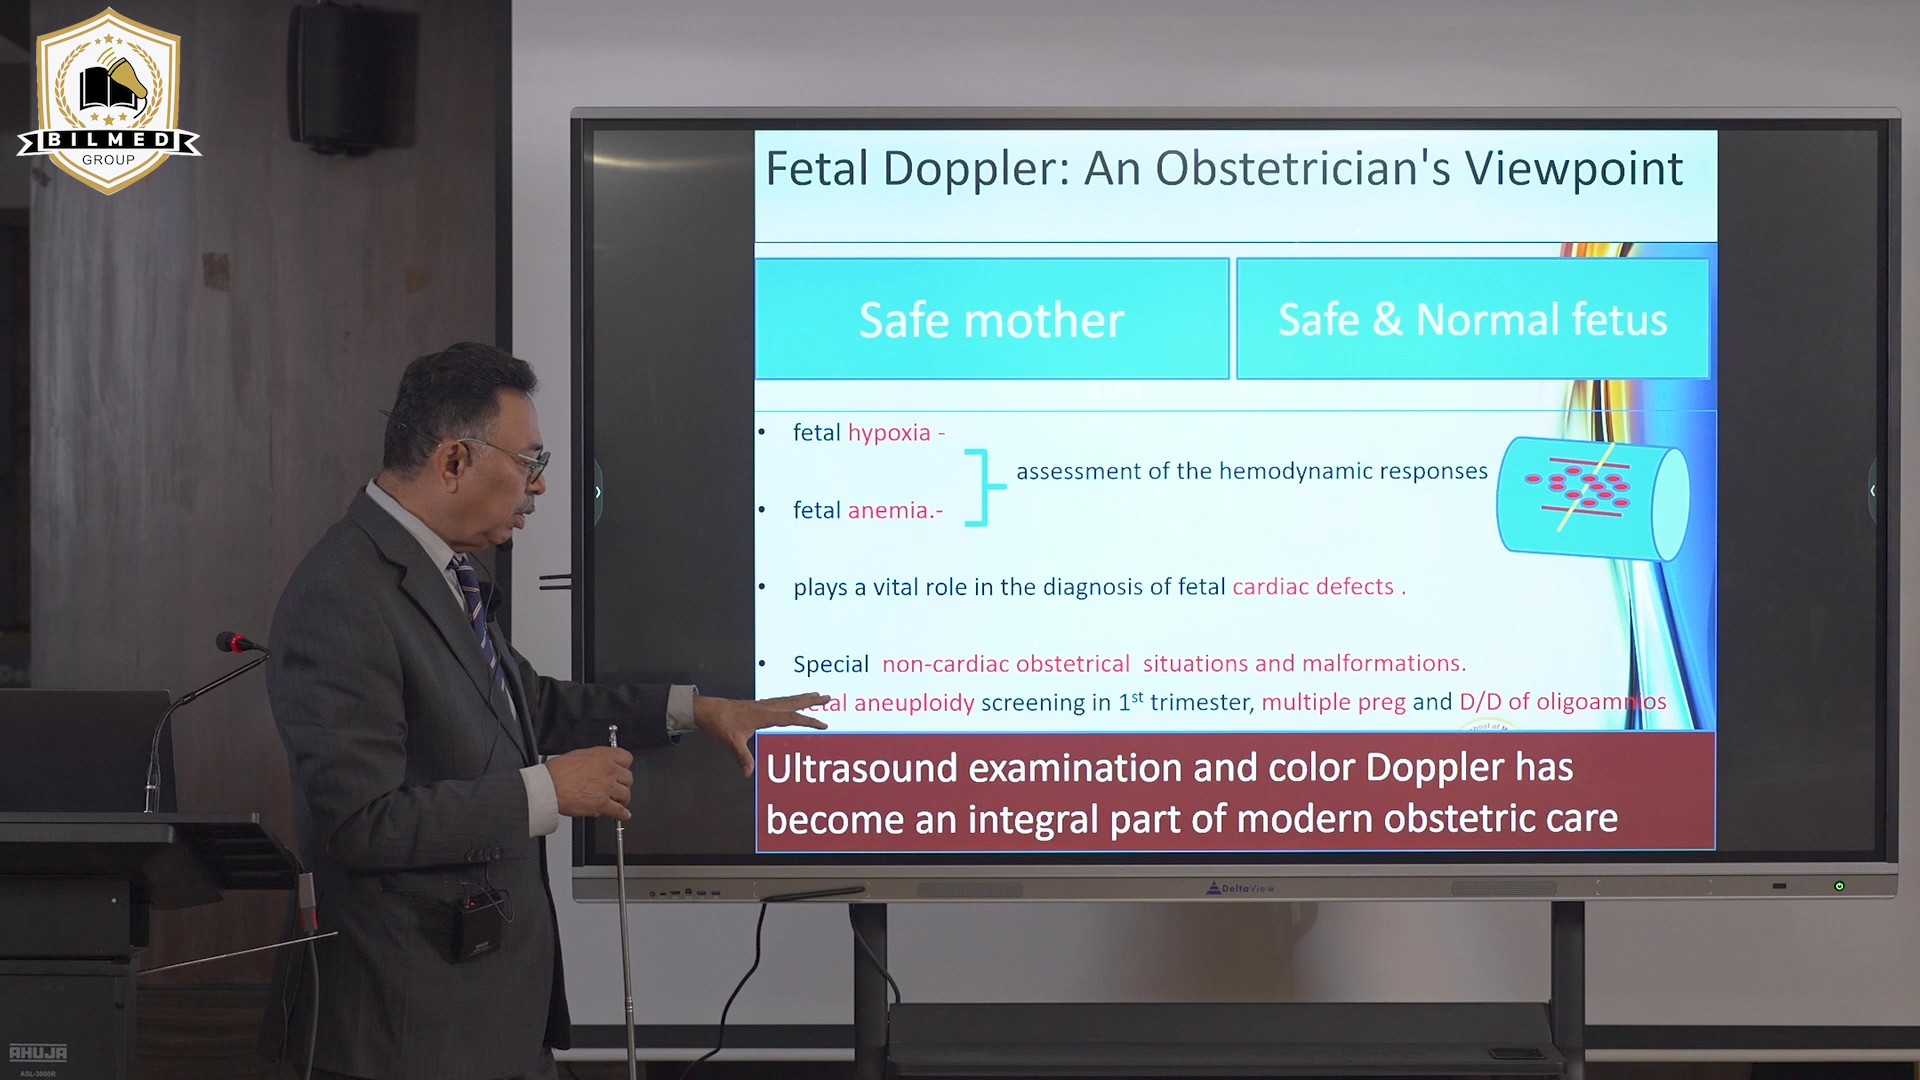 BILMED
GROUP
Fetal Doppler: An Obstetrician's Viewpoint
Safe mother
Safe & Normal fetus
• fetal hypoxia -
assessment of the hemodynamic responses
• fetal anemia.-
• plays a vital role in the diagnosis of fetal cardiac defects .
• Special non-cardiac obstetrical situations and malformations.
aneuploidy screening in 1st trimester, multiple preg and D/D of oligoamnios
Ultrasound examination and color Doppler has
become an integral part of modern obstetric care
DeltaView
AHUJA